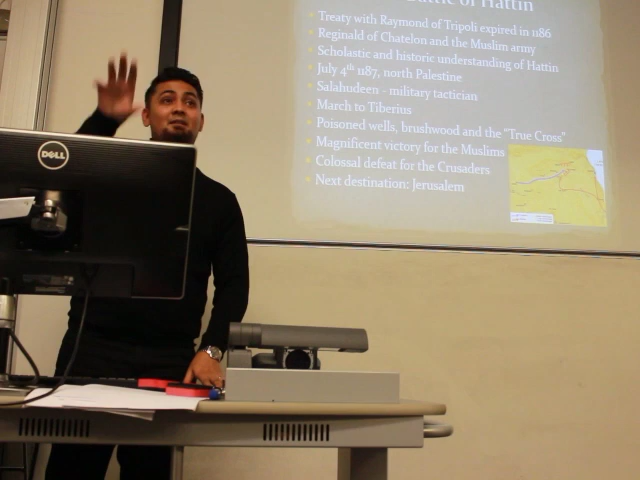 Battle of Hattin
Treaty with Raymond of Tripoli expired in 1186
Reginald of Chatelon and the Muslim army
Scholastic and historic understanding of Hattin
July 4th 1187, north Palestine
Salahudeen - military tactician
March to Tiberius
Poisoned wells, brushwood and the "True Cross"
Magnificent victory for the Muslims
Colossal defeat for the Crusaders
Next destination: Jerusalem
DELL